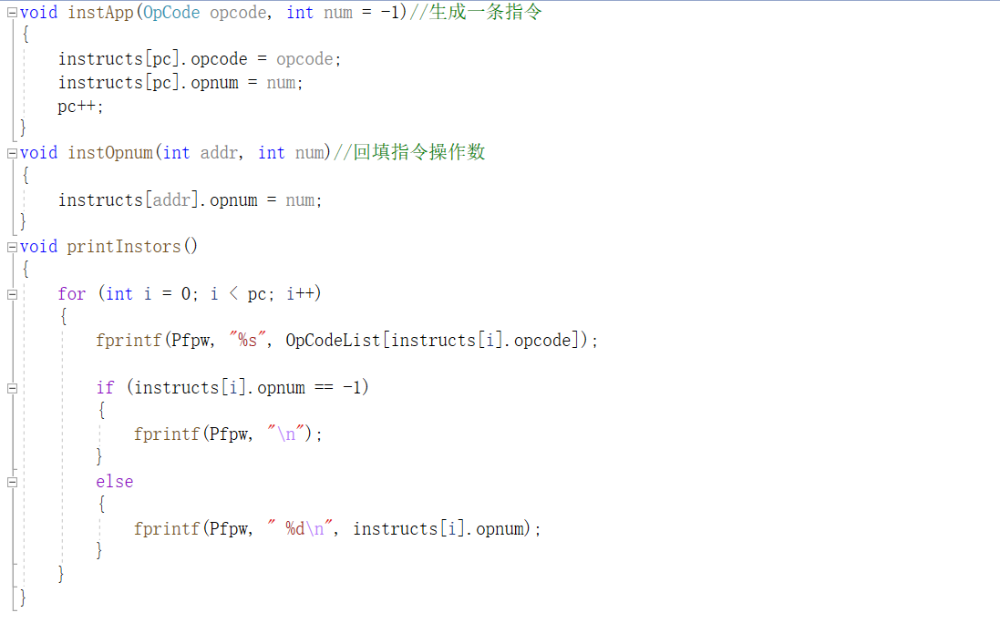 void instApp(OpCode opcode, int num = -1)//生成一条指令
{
    instructs[pc].opcode = opcode;
    instructs[pc].opnum = num;
    pc++;
}
void instOpnum(int addr, int num)//回填指令操作数
{
    instructs[addr].opnum = num;
}
void printInstors()
{
    for (int i = 0; i < pc; i++)
    {
        fprintf(Pfpw, "%s", OpCodeList[instructs[i].opcode]);
        if (instructs[i].opnum == -1)
        {
            fprintf(Pfpw, "\n");
        }
        else
        {
            fprintf(Pfpw, " %d\n", instructs[i].opnum);
        }
    }
}